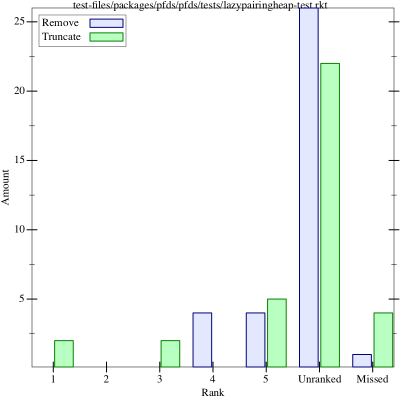 test-files/packages/pfds/pfds/tests/lazypairingheap-test.rkt
Remove
Truncate
25
20
15
10
5
Amount
1 2 3 4 5 Unranked Missed
Rank